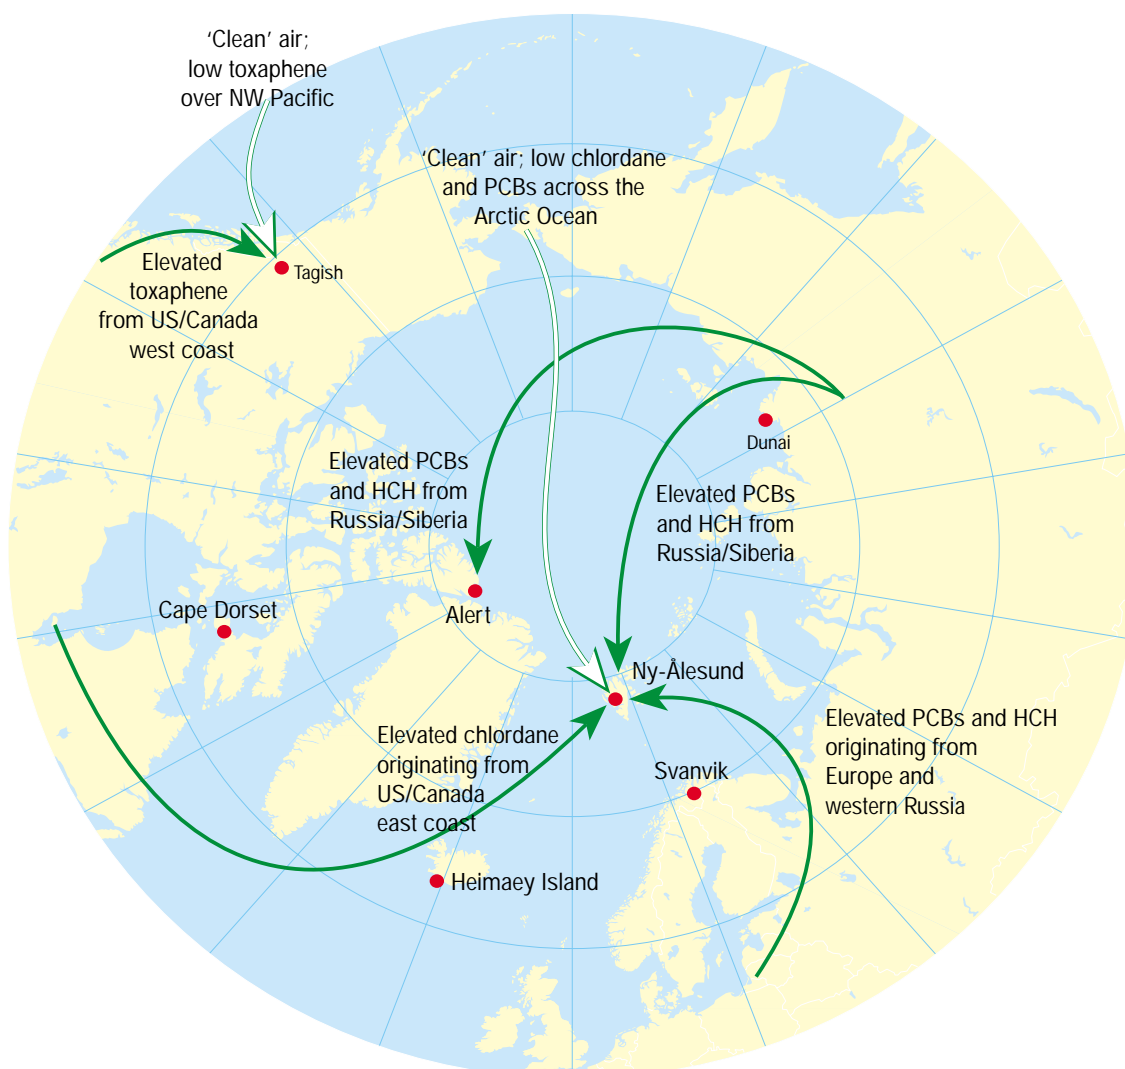 ‘Clean’ air;
low toxaphene
over NW Pacific
‘Clean’ air; low chlordane
and PCBs across the
Arctic Ocean
Elevated
toxaphene
from US/Canada
west coast
Tagish
Dunai
Elevated PCBs
and HCH from
Russia/Siberia
Elevated PCBs
and HCH from
Russia/Siberia
Cape Dorset
Alert
Ny-Ålesund
Elevated chlordane
originating from
US/Canada
east coast
Svanvik
Elevated PCBs and HCH
originating from
Europe and
western Russia
Heimaey Island